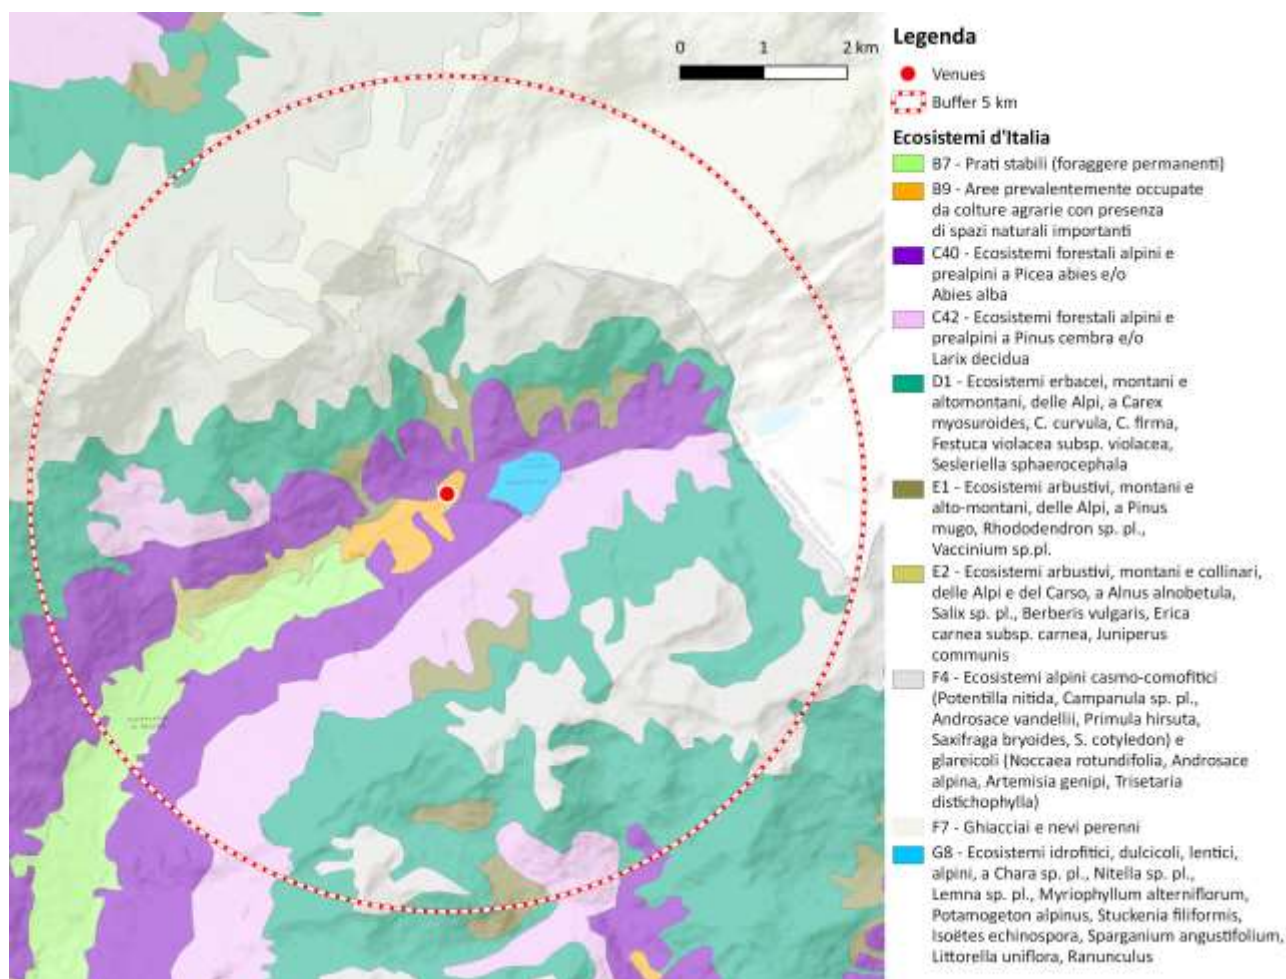 0 1 2 km
Legenda
Venues
Buffer 5 km
Ecosistemi d'Italia
B7 - Prati stabili (foraggere permanenti)
B9 - Aree prevalentemente occupate
da colture agrarie con presenza
di spazi naturali importanti
C40 - Ecosistemi forestali alpini e
prealpini a Picea abies e/o
Abies alba
C42 - Ecosistemi forestali alpini e
prealpini a Pinus cembra e/o
Larix decidua
D1 - Ecosistemi erbacei, montani e
altomontani, delle Alpi, a Carex
myosuroides, C. curvula, C. firma,
Festuca violacea subsp. violacea,
Sesleriella sphaerocephala
E1 - Ecosistemi arbustivi, montani e
alto-montani, delle Alpi, a Pinus
mugo, Rhododendron sp. pl.,
Vaccinium sp.pl.
E2 - Ecosistemi arbustivi, montani e collinari,
delle Alpi e del Carso, a Alnus alnobetula,
Salix sp. pl., Berberis vulgaris, Erica
carnea subsp. carnea, Juniperus
communis
F4 - Ecosistemi alpini casmo-comofitici
(Potentilla nitida, Campanula sp. pl.,
Androsace vandellii, Primula hirsuta,
Saxifraga bryoides, S. cotyledon) e
glareicoli (Noccaea rotundifolia, Androsace
alpina, Artemisia genipi, Trisetaria
distichophylla)
F7 - Ghiacciai e nevi perenni
G8 - Ecosistemi idrofitici, dulcicoli, lentici,
alpini, a Chara sp. pl., Nitella sp. pl.,
Lemna sp. pl., Myriophyllum alterniflorum,
Potamogeton alpinus, Stuckenia filiformis,
Isoëtes echinospora, Sparganium angustifolium,
Littorella uniflora, Ranunculus